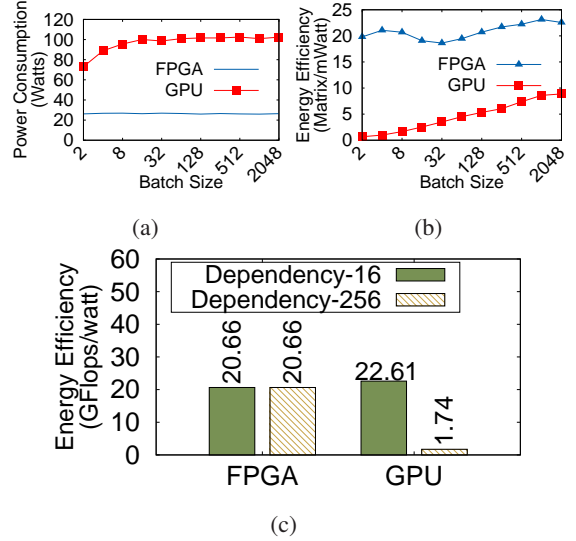 Power Consumption
(Watts)
120
100
80
60
40
20
0
FPGA
GPU
2
8
32
128
512
2048
Batch Size
(a)
Energy Efficiency
(Matrix/mWatt)
25
20
15
10
5
0
FPGA
GPU
2
8
32
128
512
2048
Batch Size
(b)
Energy Efficiency
(GFlops/watt)
60
50
40
30
20
10
0
Dependency-16
Dependency-256
20.66
20.66
22.61
1.74
FPGA
GPU
(c)